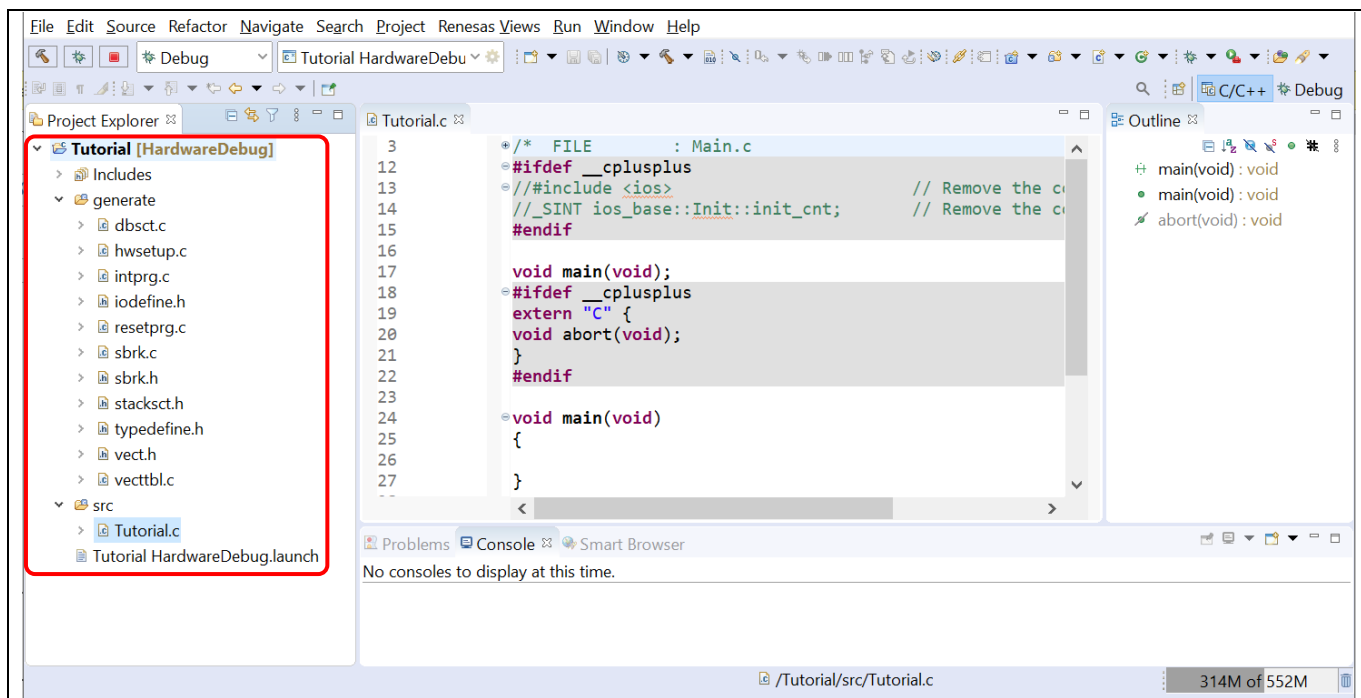 File Edit Source Refactor Navigate Search Project Renesas Views Run Window Help
Debug
Tutorial HardwareDebu
C/C++
Debug
Project Explorer
Tutorial [HardwareDebug]
Includes
generate
dbsct.c
hwsetup.c
intprg.c
iodefine.h
resetprg.c
sbrk.c
sbrk.h
stacksct.h
typedefine.h
vect.h
vecttbl.c
src
Tutorial.c
Tutorial HardwareDebug.launch
Tutorial.c
3 /* FILE : Main.c
12 #ifdef __cplusplus
13 //#include <ios> // Remove the c
14 //_SINT ios_base::Init::init_cnt; // Remove the c
15 #endif
16
17 void main(void);
18 #ifdef __cplusplus
19 extern "C" {
20 void abort(void);
21 }
22 #endif
23
24 void main(void)
25 {
26
27 }
Outline
main(void) : void
main(void) : void
abort(void) : void
Problems Console Smart Browser
No consoles to display at this time.
/Tutorial/src/Tutorial.c
314M of 552M